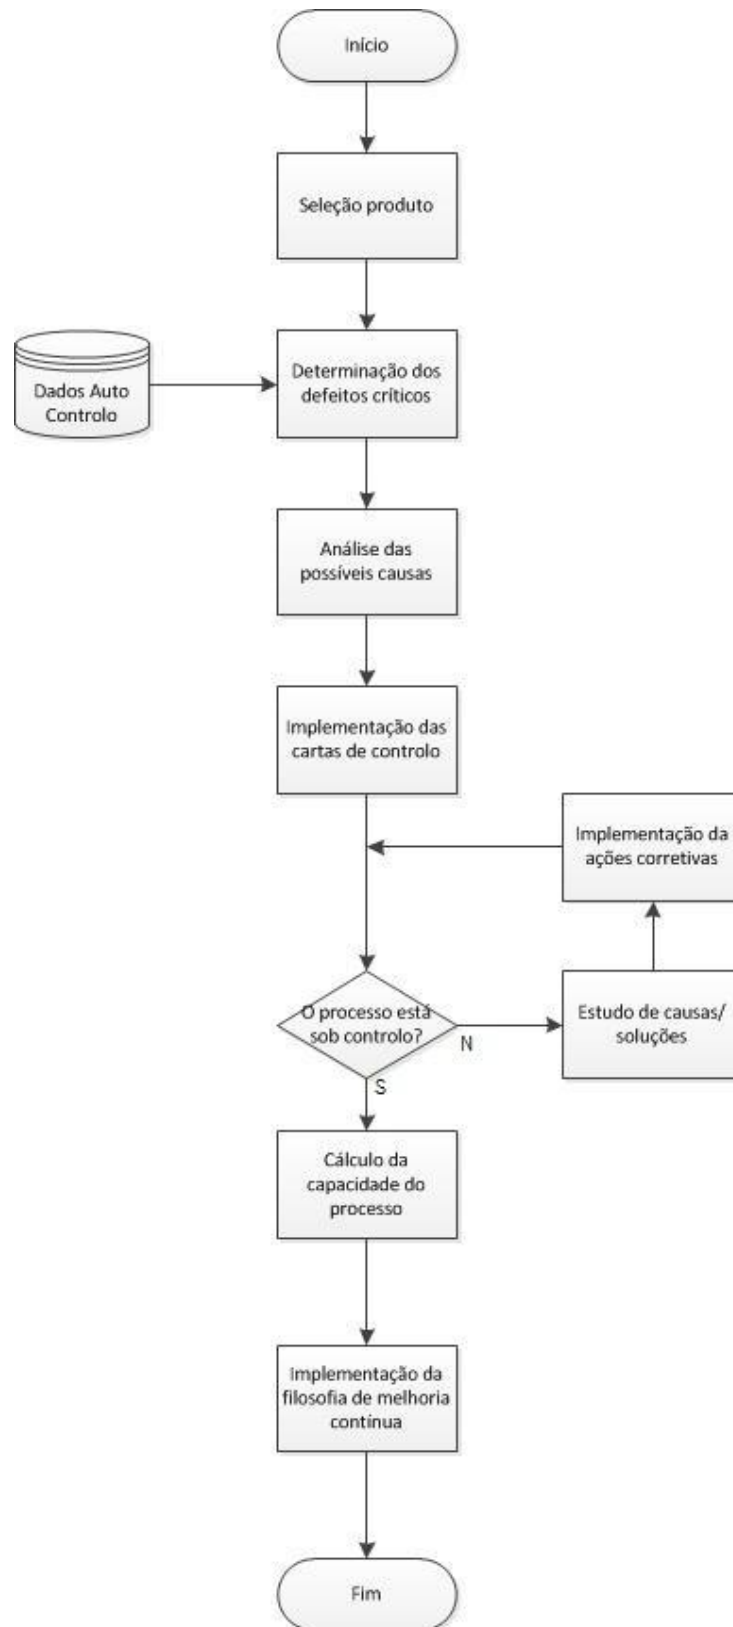 Início
Seleção produto
Dados Auto
Controlo
Determinação dos
defeitos críticos
Análise das
possíveis causas
Implementação das
cartas de controlo
Implementação da
ações corretivas
O processo está
sob controlo?
N
Estudo de causas/
soluções
S
Cálculo da
capacidade do
processo
Implementação da
filosofia de melhoria
contínua
Fim